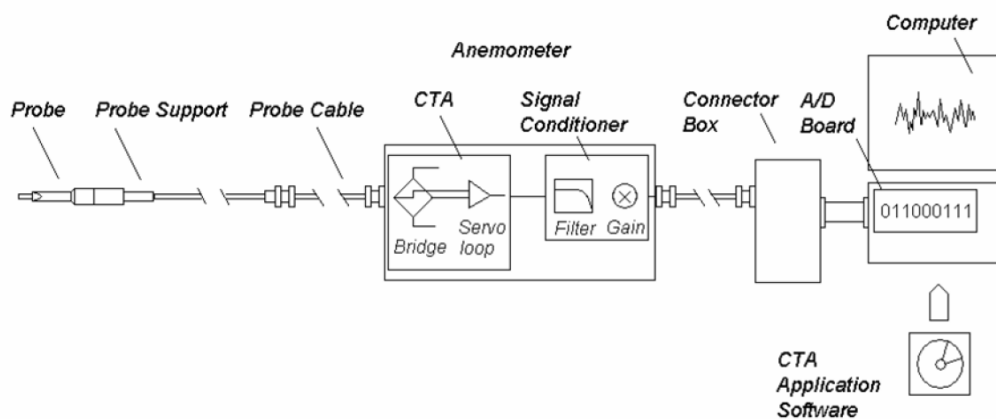 Computer
Anemometer
Probe
Probe Support
Probe Cable
CTA
Signal
Conditioner
Connector
Box
A/D
Board
Bridge
Servo
loop
Filter
Gain
011000111
CTA
Application
Software